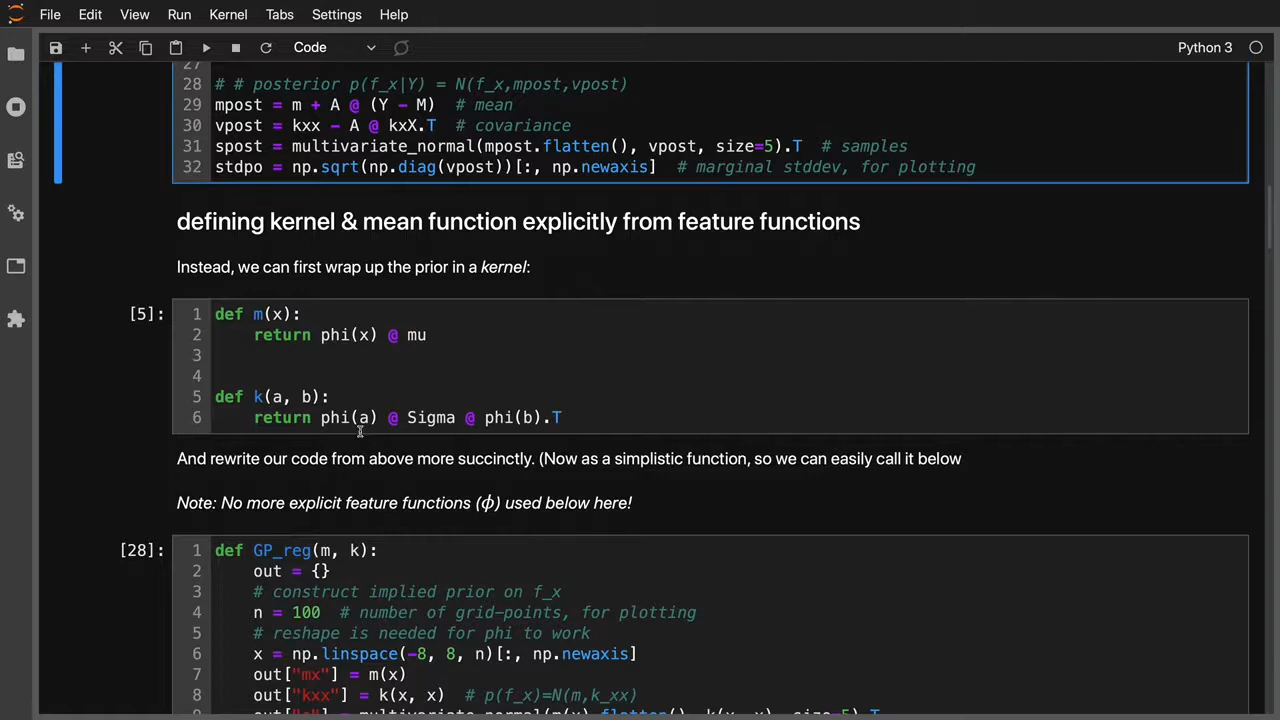 File Edit View Run Kernel Tabs Settings Help
Code Python 3
27
28 # # posterior p(f_x|Y) = N(f_x,mpost,vpost)
29 mpost = m + A @ (Y - M)  # mean
30 vpost = kxx - A @ kxX.T  # covariance
31 spost = multivariate_normal(mpost.flatten(), vpost, size=5).T  # samples
32 stdpo = np.sqrt(np.diag(vpost))[:, np.newaxis]  # marginal stddev, for plotting
defining kernel & mean function explicitly from feature functions
Instead, we can first wrap up the prior in a kernel:
[5]: 1 def m(x):
2     return phi(x) @ mu
3
4
5 def k(a, b):
6     return phi(a) @ Sigma @ phi(b).T
And rewrite our code from above more succinctly. (Now as a simplistic function, so we can easily call it below
Note: No more explicit feature functions (ϕ) used below here!
[28]: 1 def GP_reg(m, k):
2     out = {}
3     # construct implied prior on f_x
4     n = 100  # number of grid-points, for plotting
5     # reshape is needed for phi to work
6     x = np.linspace(-8, 8, n)[:, np.newaxis]
7     out["mx"] = m(x)
8     out["kxx"] = k(x, x)  # p(f_x)=N(m,k_xx)
9     out["s"] = multivariate_normal(m(x).flatten(), k(x, x), size=5).T